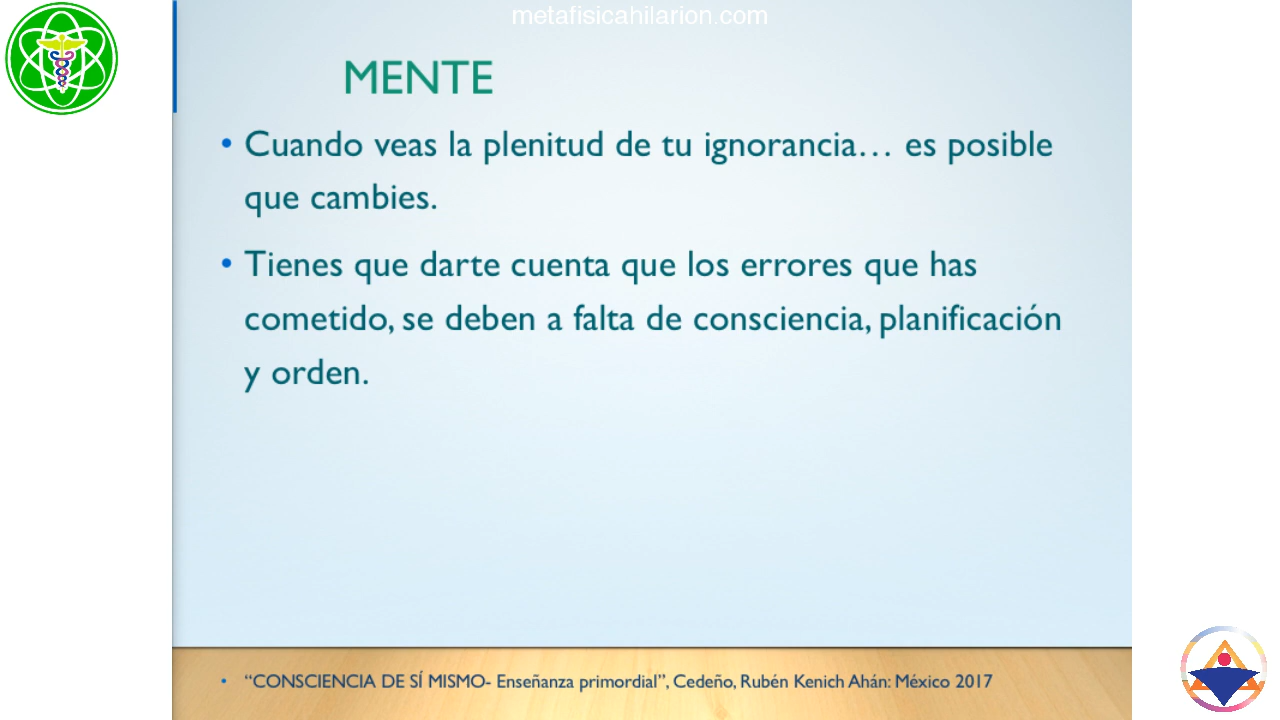 metafisicahilarion.com
MENTE
• Cuando veas la plenitud de tu ignorancia… es posible
que cambies.
• Tienes que darte cuenta que los errores que has
cometido, se deben a falta de consciencia, planificación
y orden.
• “CONSCIENCIA DE SÍ MISMO- Enseñanza primordial”, Cedeño, Rubén Kenich Ahán: México 2017